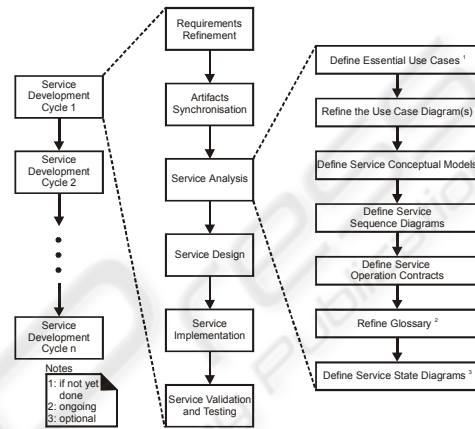 Service
Development
Cycle 1
Service
Development
Cycle 2
Service
Development
Cycle n
Notes
1: if not yet
done
2: ongoing
3: optional
Requirements
Refinement
Artifacts
Synchronisation
Service Analysis
Service Design
Service
Implementation
Service Validation
and Testing
Define Essential Use Cases 1
Refine the Use Case Diagram(s)
Define Service Conceptual Models
Define Service
Sequence Diagrams
Define Service
Operation Contracts
Refine Glossary 2
Define Service State Diagrams 3